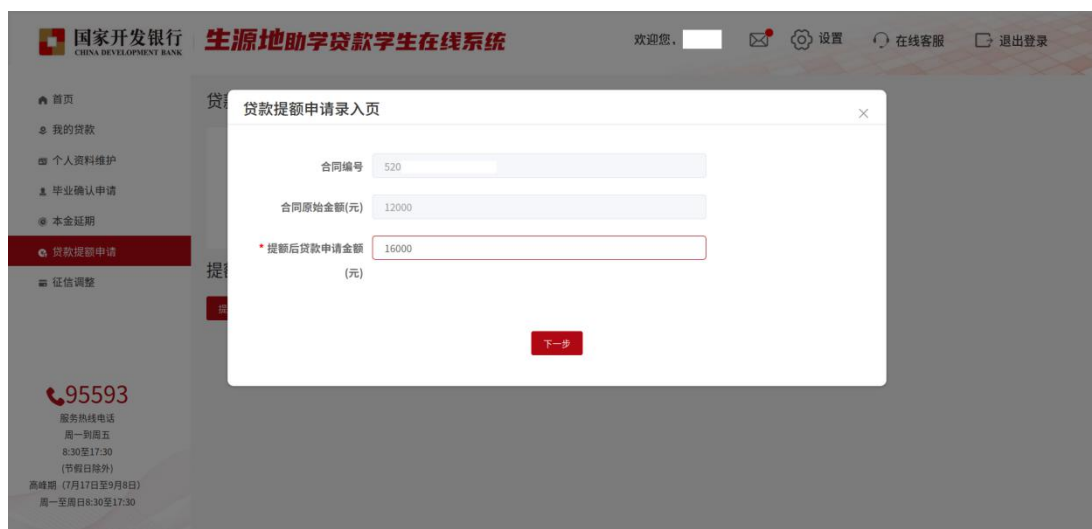 国家开发银行
CHINA DEVELOPMENT BANK
生源地助学贷款学生在线系统
欢迎您，
设置
在线客服
退出登录
首页
我的贷款
个人资料维护
毕业确认申请
本金延期
贷款提额申请
征信调整
95593
服务热线电话
周一到周五
8:30至17:30
(节假日除外)
高峰期（7月17日至9月8日）
周一至周日8:30至17:30
贷
提
贷款提额申请录入页
合同编号 520
合同原始金额(元) 12000
* 提额后贷款申请金额 16000
(元)
下一步